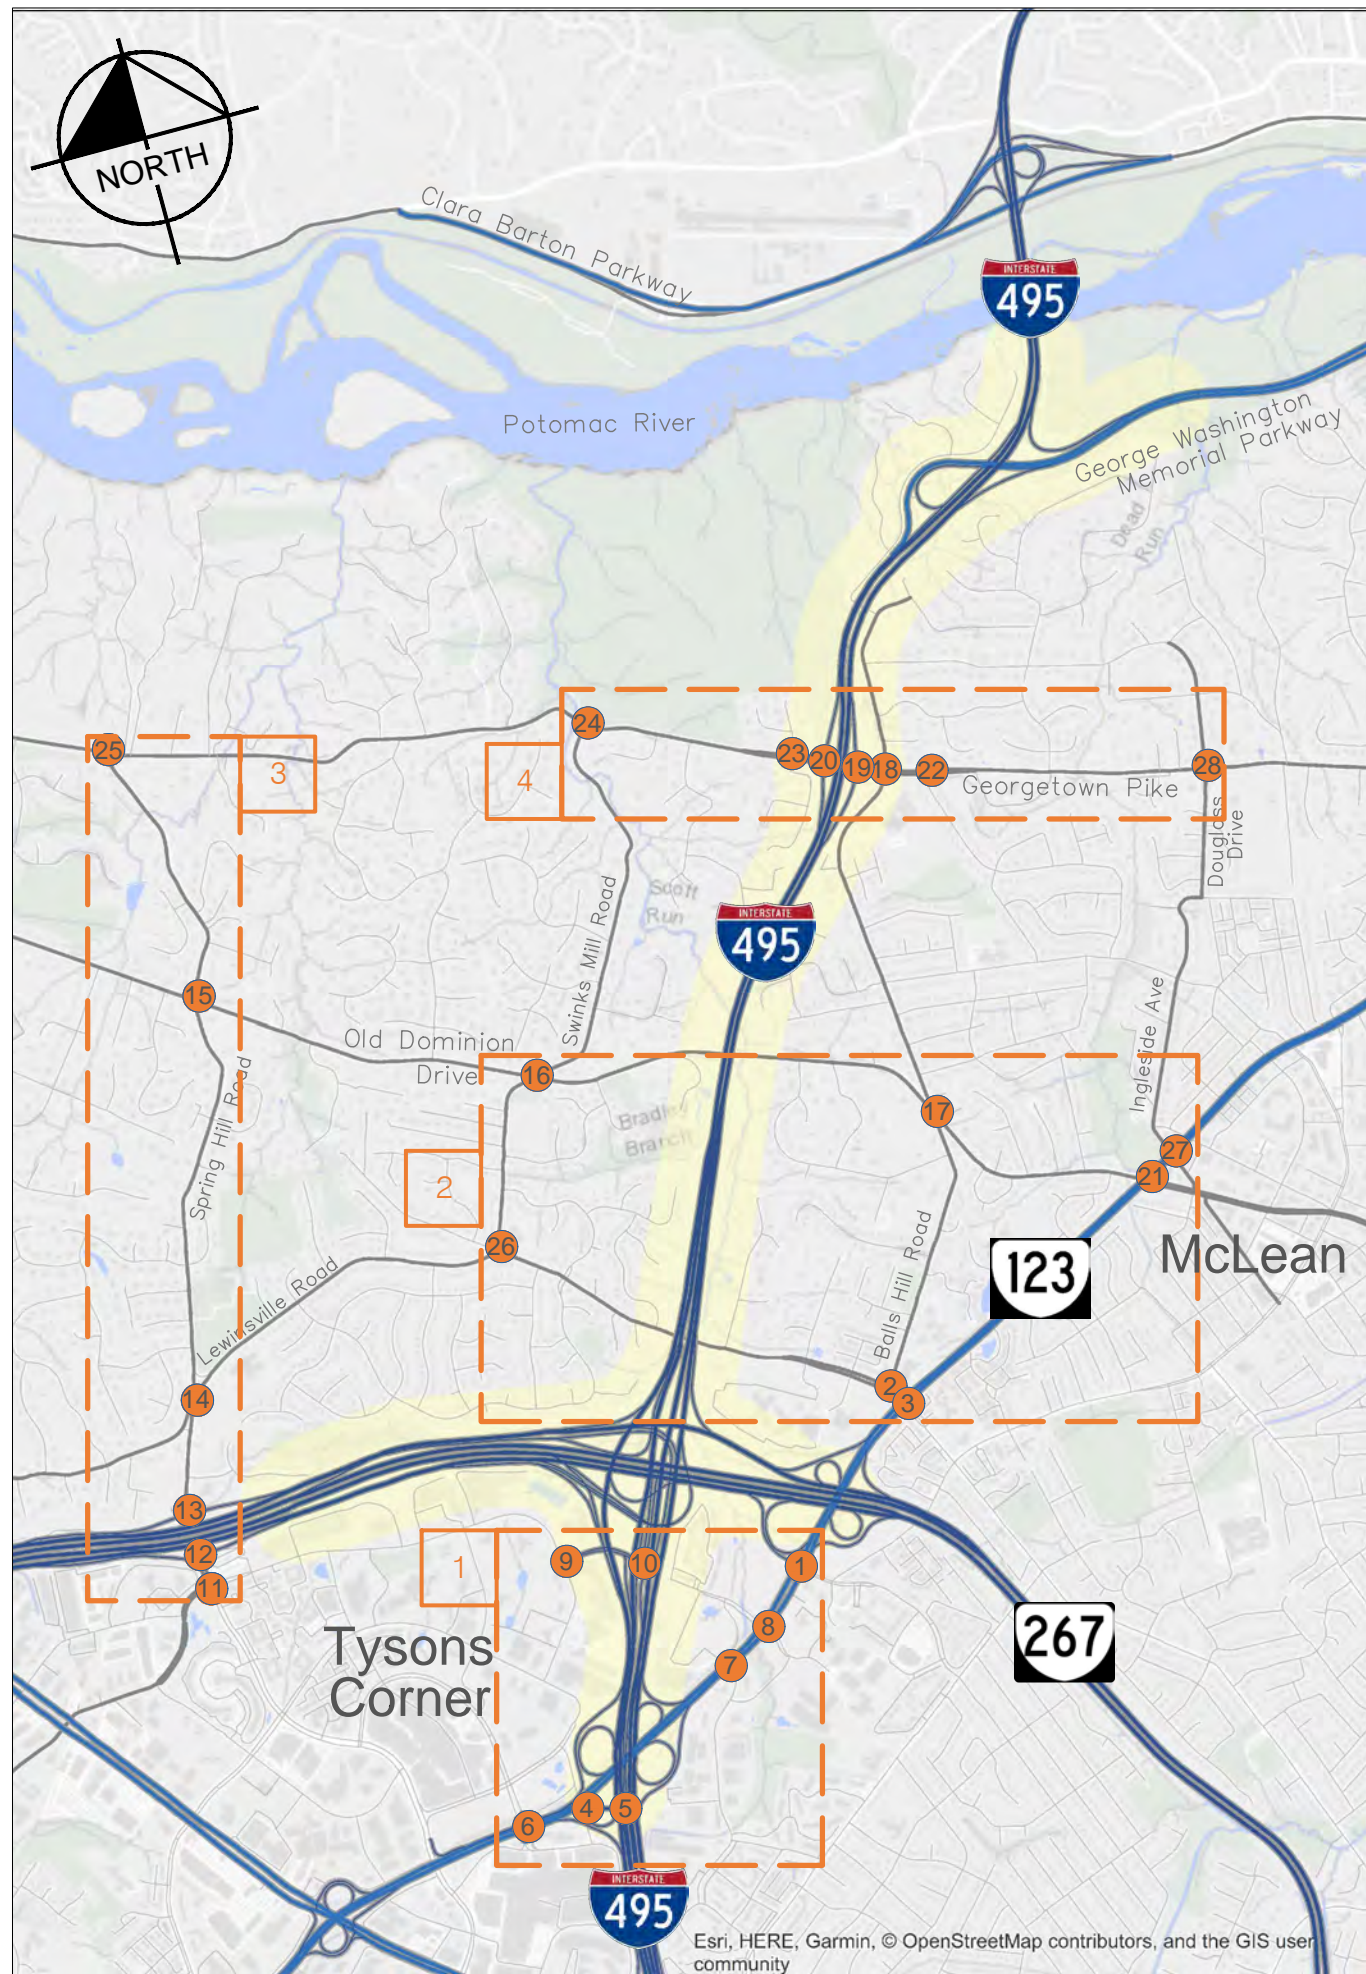 NORTH
Clara Barton Parkway
INTERSTATE
495
Potomac River
George Washington
Memorial Parkway
Dead
Run
24
25
23
20
19
18
22
28
3
4
Georgetown Pike
Douglass
Drive
Scott
Run
Swinks Mill Road
INTERSTATE
495
15
Old Dominion
Drive
16
Ingleside Ave
Spring Hill Road
Bradley
Branch
17
27
21
2
26
McLean
123
Balls Hill Road
Lewinsville Road
14
2
3
13
12
11
1
9
10
1
8
7
267
Tysons
Corner
4
5
6
INTERSTATE
495
Esri, HERE, Garmin, © OpenStreetMap contributors, and the GIS user
community